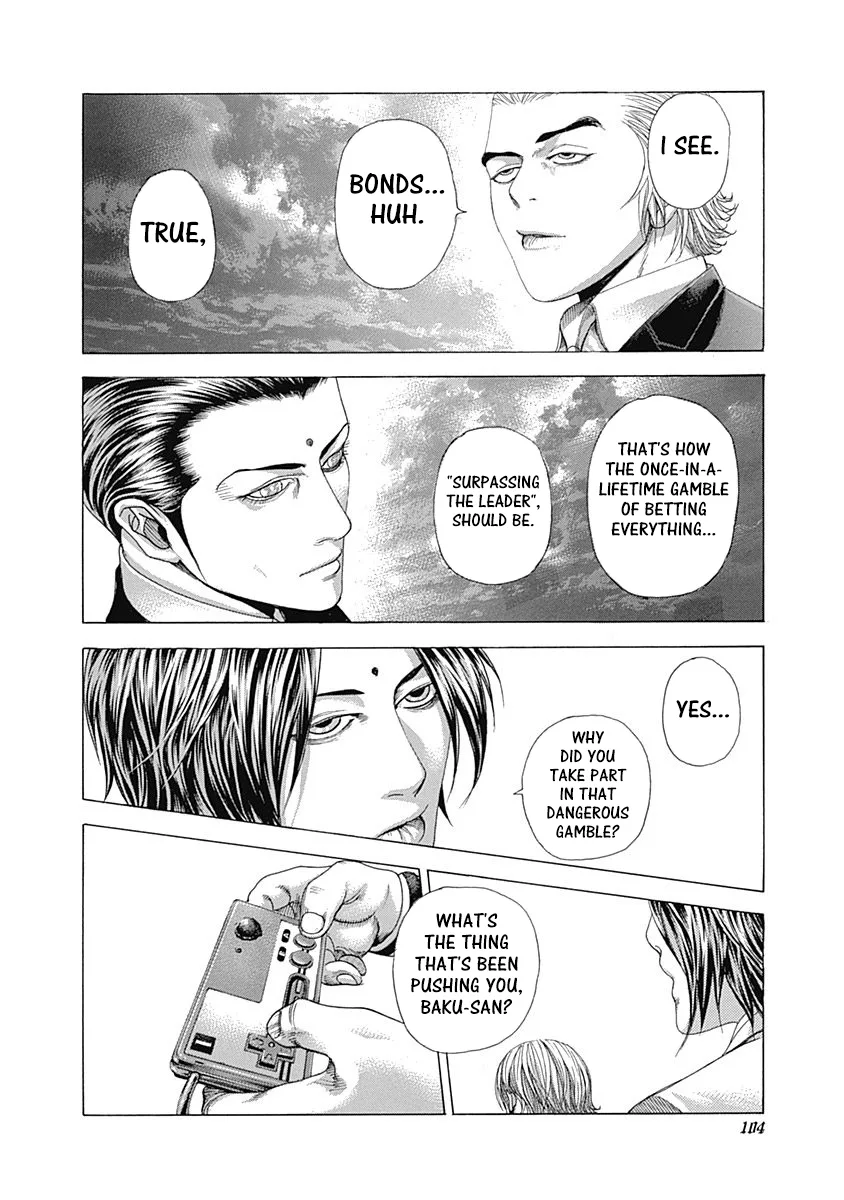 I SEE.
BONDS...
HUH.
TRUE,
THAT'S HOW
THE ONCE-IN-A-
LIFETIME GAMBLE
OF BETTING
EVERYTHING...
"SURPASSING
THE LEADER",
SHOULD BE.
YES...
WHY
DID YOU
TAKE PART
IN THAT
DANGEROUS
GAMBLE?
WHAT'S
THE THING
THAT'S BEEN
PUSHING YOU,
BAKU-SAN?